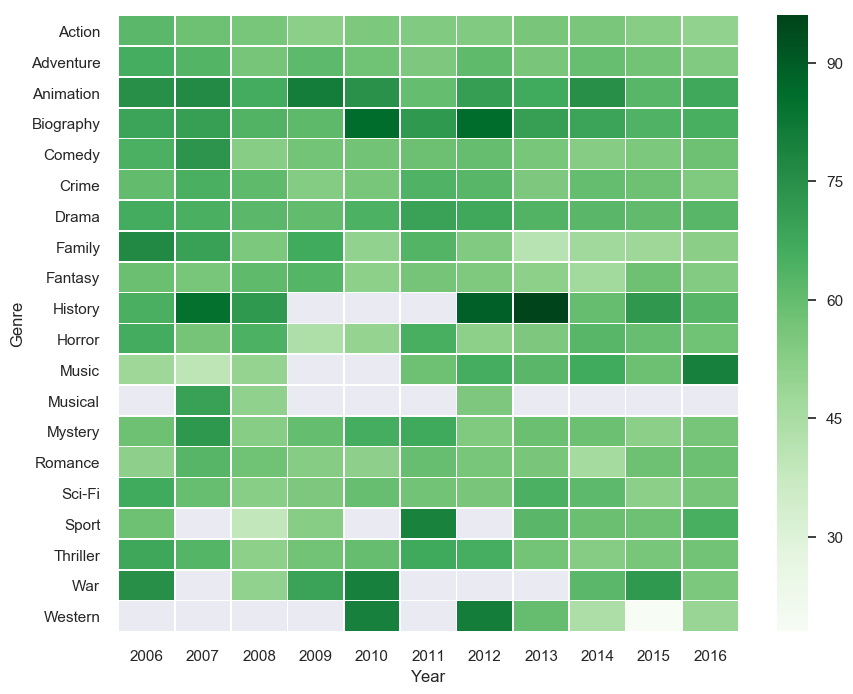 Genre
Action
Adventure
Animation
Biography
Comedy
Crime
Drama
Family
Fantasy
History
Horror
Music
Musical
Mystery
Romance
Sci-Fi
Sport
Thriller
War
Western
2006 2007 2008 2009 2010 2011 2012 2013 2014 2015 2016
Year
90
75
60
45
30